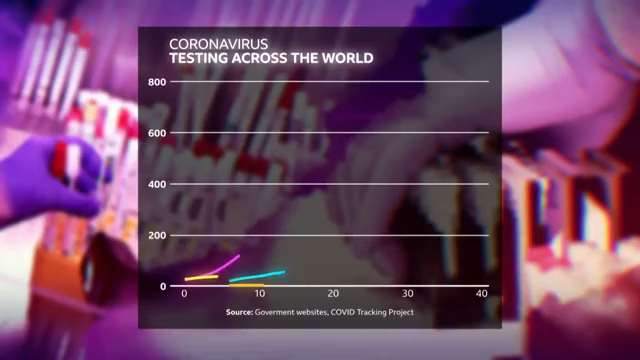 CORONAVIRUS
TESTING ACROSS THE WORLD
800
600
400
200
0
0 10 20 30 40
Source: Goverment websites, COVID Tracking Project